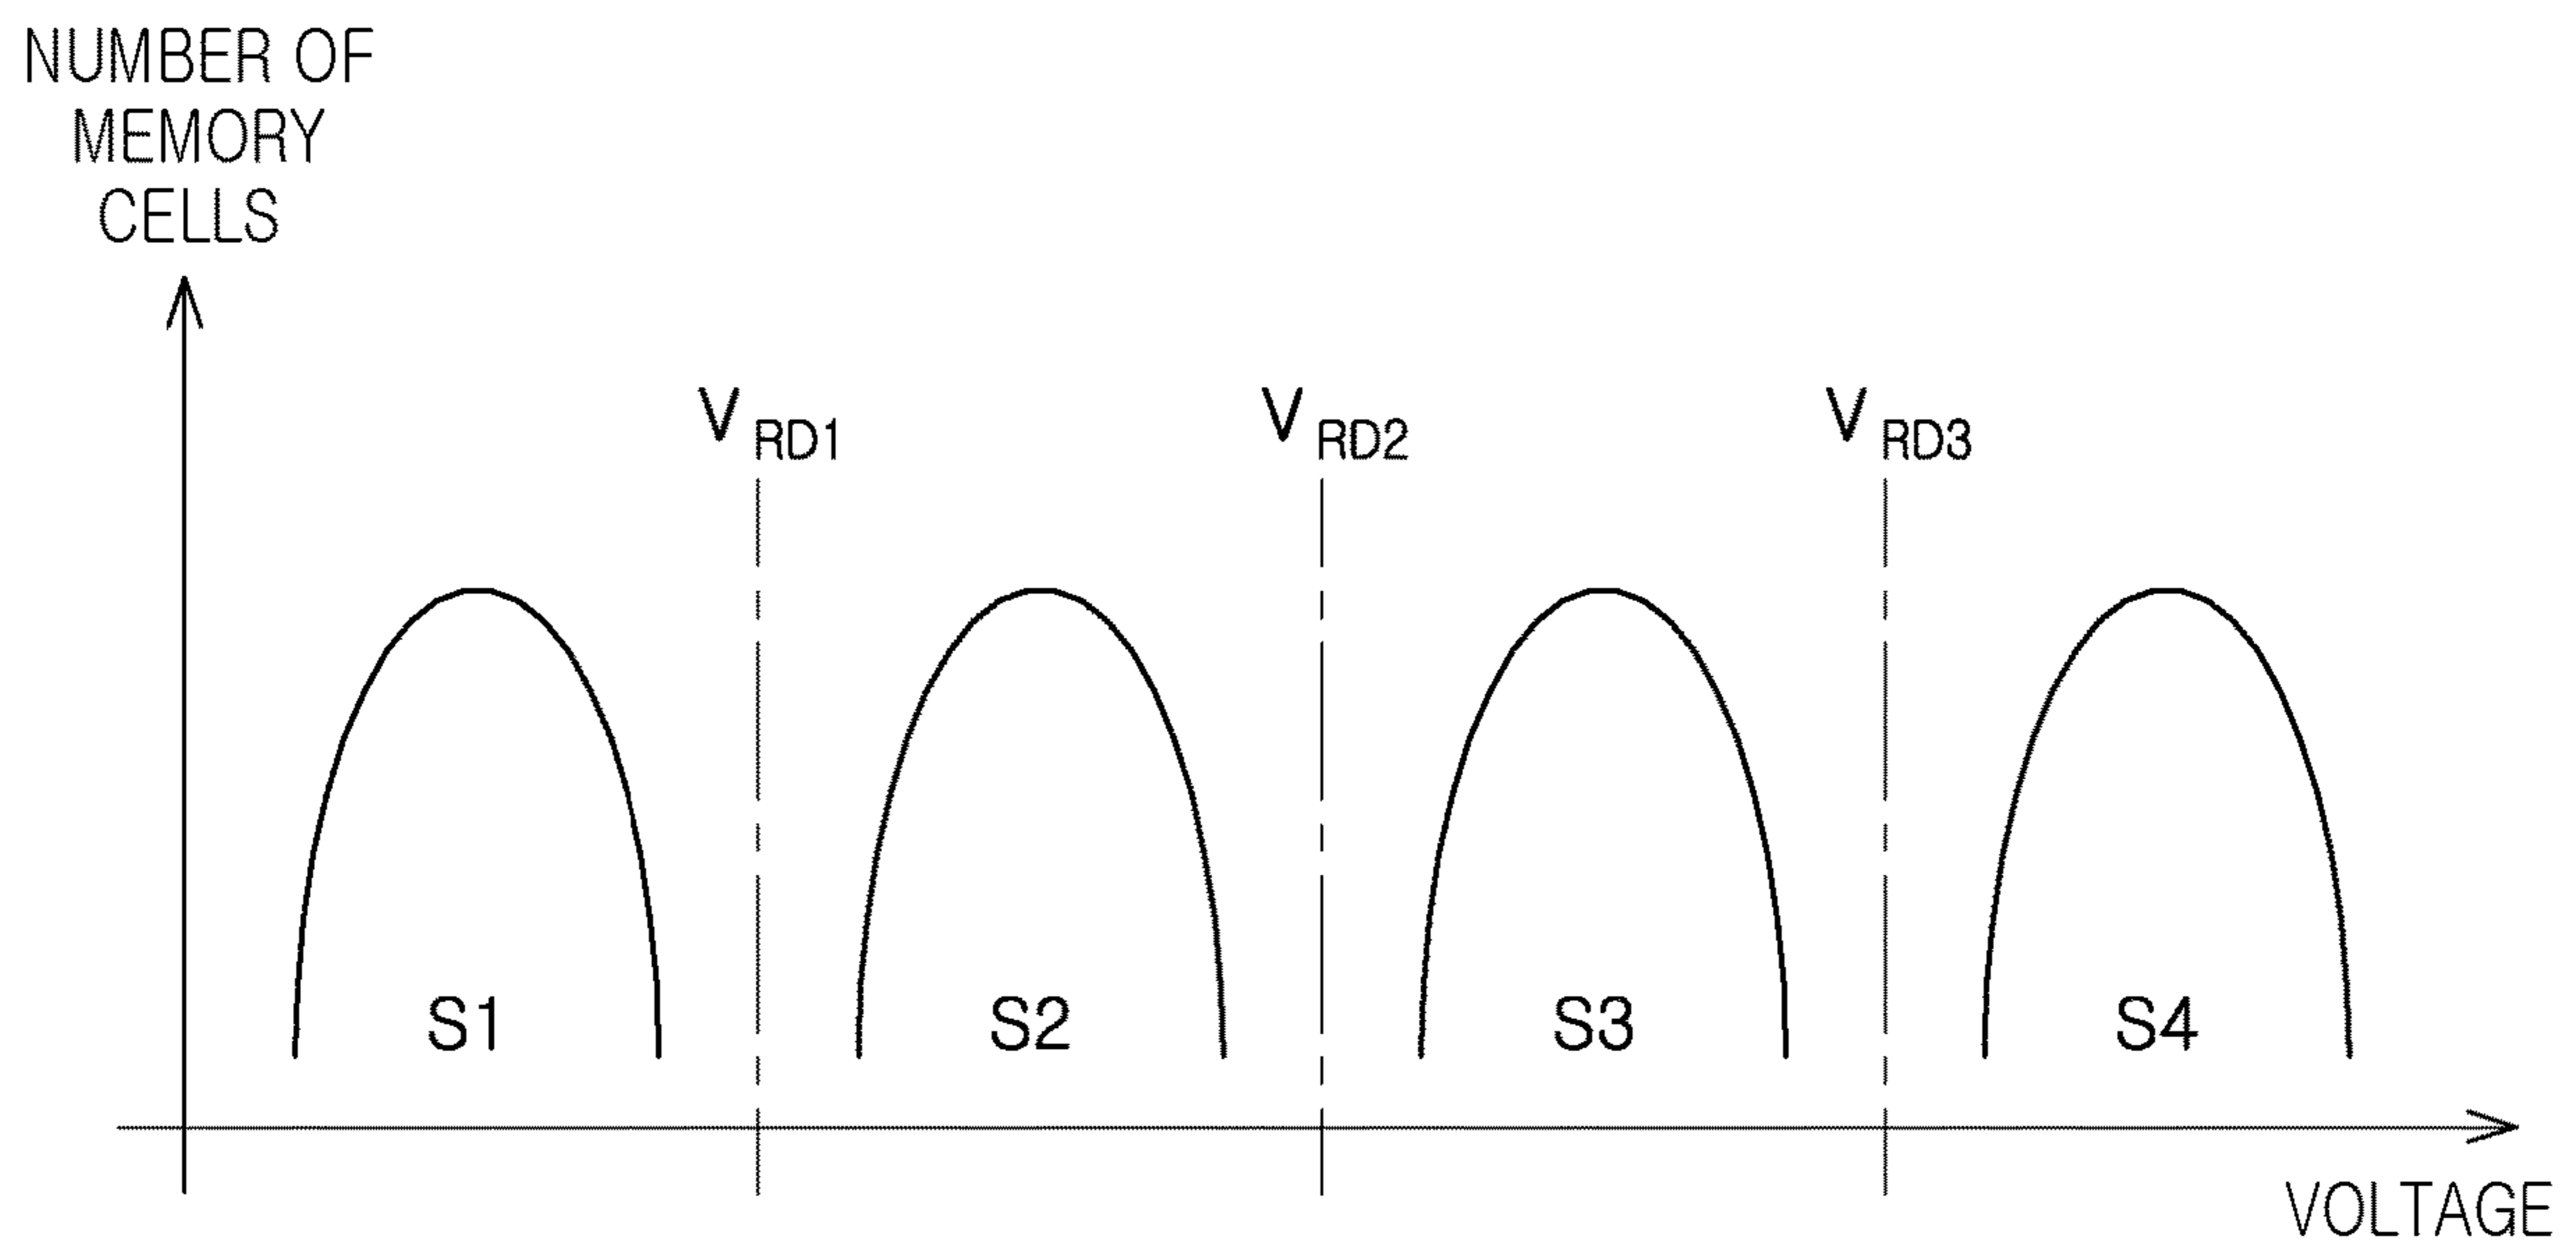 NUMBER OF
MEMORY
CELLS
V RD1
V RD2
V RD3
S1
S2
S3
S4
VOLTAGE